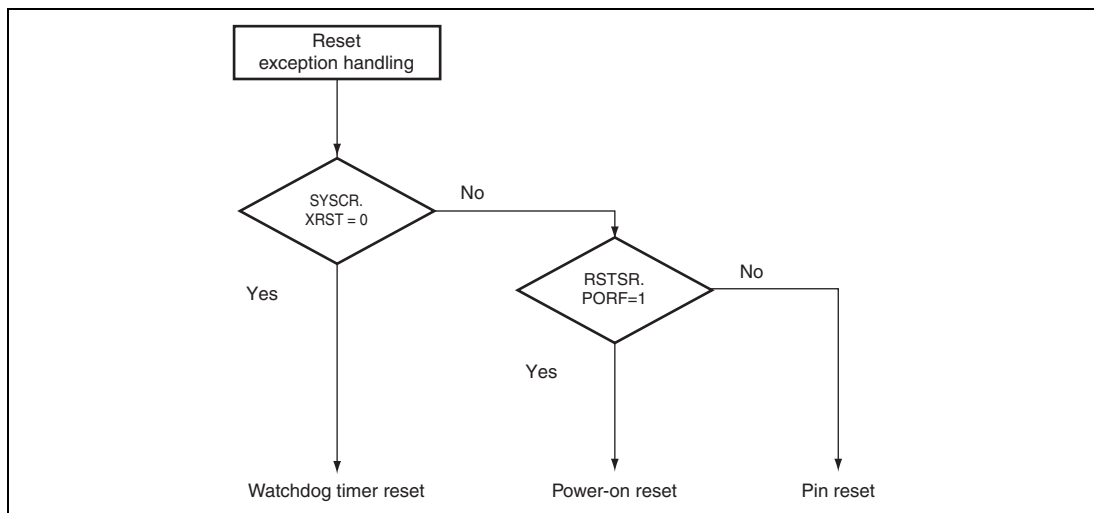 Reset
exception handling
SYSCR.
XRST = 0
No
Yes
RSTSR.
PORF=1
No
Yes
Watchdog timer reset
Power-on reset
Pin reset